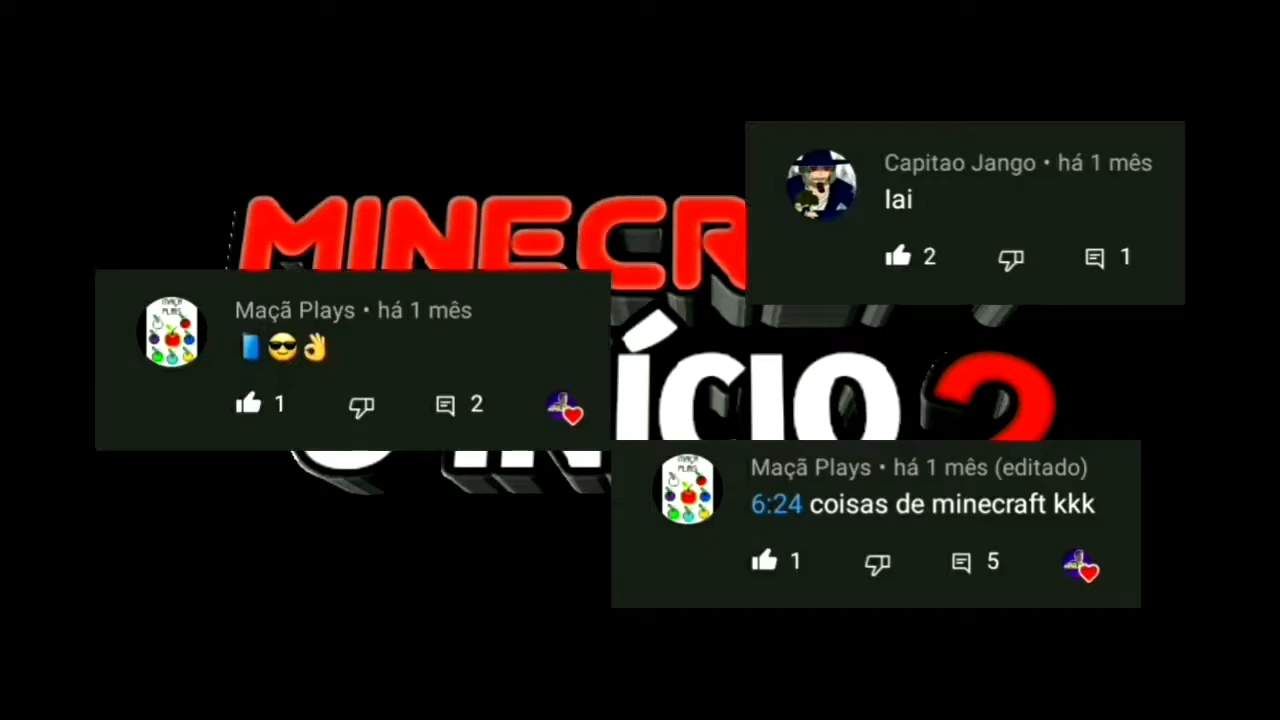 MINECR
ÍCIO 2
Capitao Jango • há 1 mês
Iai
2
1
Maçã Plays • há 1 mês
📘😎👌
1
2
Maçã Plays • há 1 mês (editado)
6:24 coisas de minecraft kkk
1
5